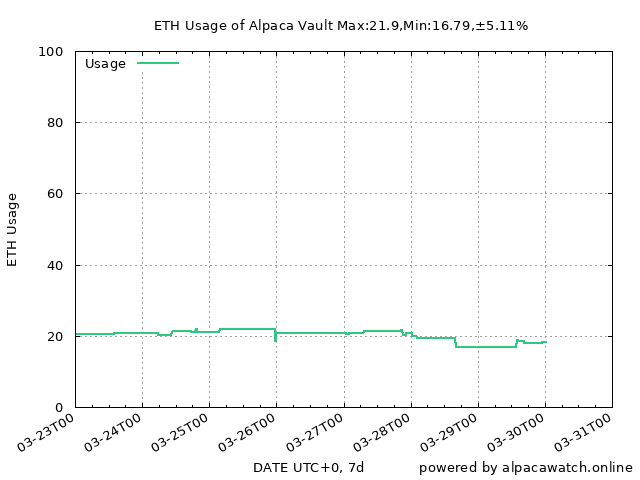 ETH Usage of Alpaca Vault Max:21.9,Min:16.79,±5.11%
100
Usage
80
60
ETH Usage
40
20
0
03-23T00 03-24T00 03-25T00 03-26T00 03-27T00 03-28T00 03-29T00 03-30T00 03-31T00
DATE UTC+0, 7d
powered by alpacawatch.online